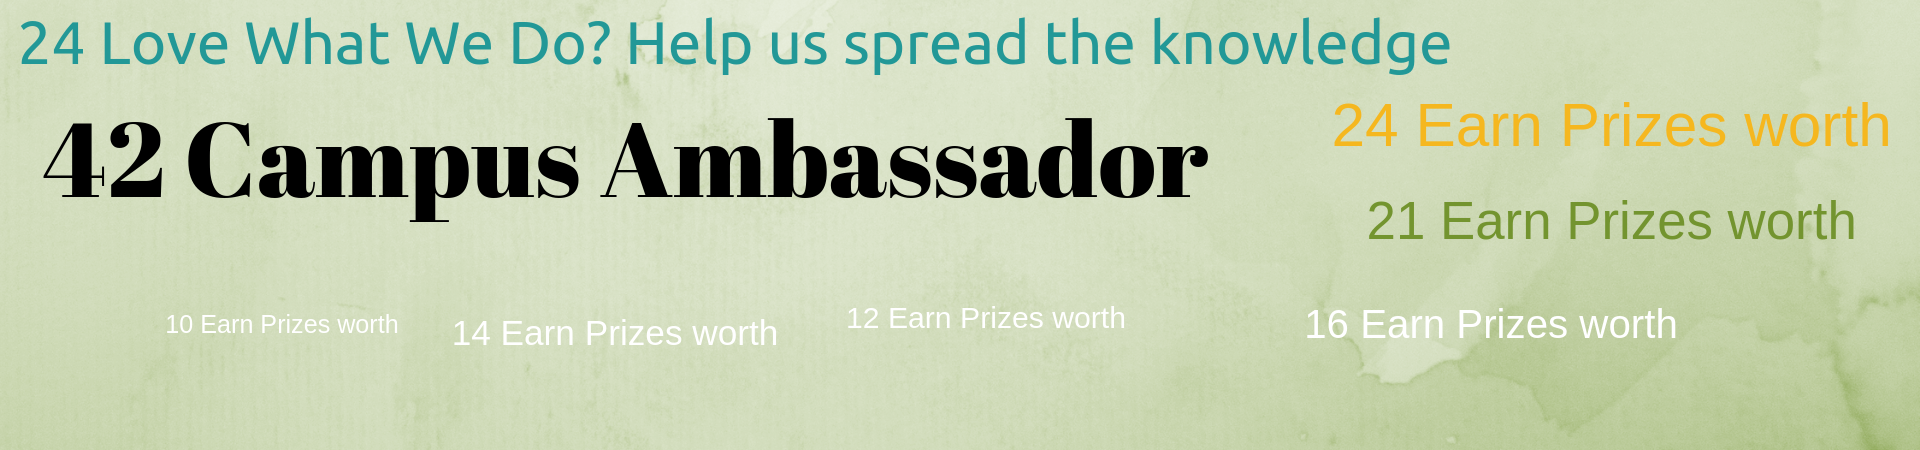 24 Love What We Do? Help us spread the knowledge
42 Campus Ambassador
24 Earn Prizes worth
21 Earn Prizes worth
10 Earn Prizes worth
14 Earn Prizes worth
12 Earn Prizes worth
16 Earn Prizes worth